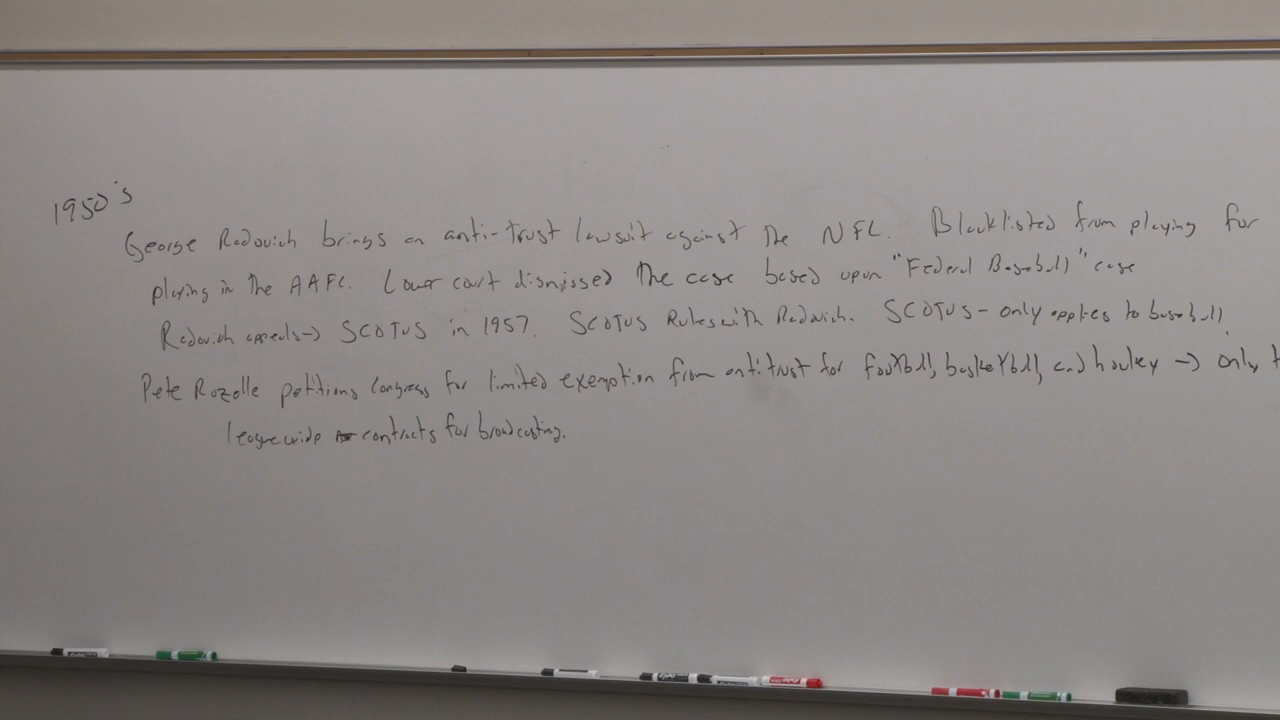 1950's
George Radovich brings an anti-trust lawsuit against the NFL. Blacklisted from playing for
playing in the AAFC. Lower court dismissed the case based upon "Federal Baseball" case
Radovich appeals → SCOTUS in 1957. SCOTUS Rules with Radovich. SCOTUS - only applies to baseball.
Pete Rozelle petitions Congress for limited exemption from antitrust for football, basketball, and hockey → only
leaguewide contracts for broadcasting.